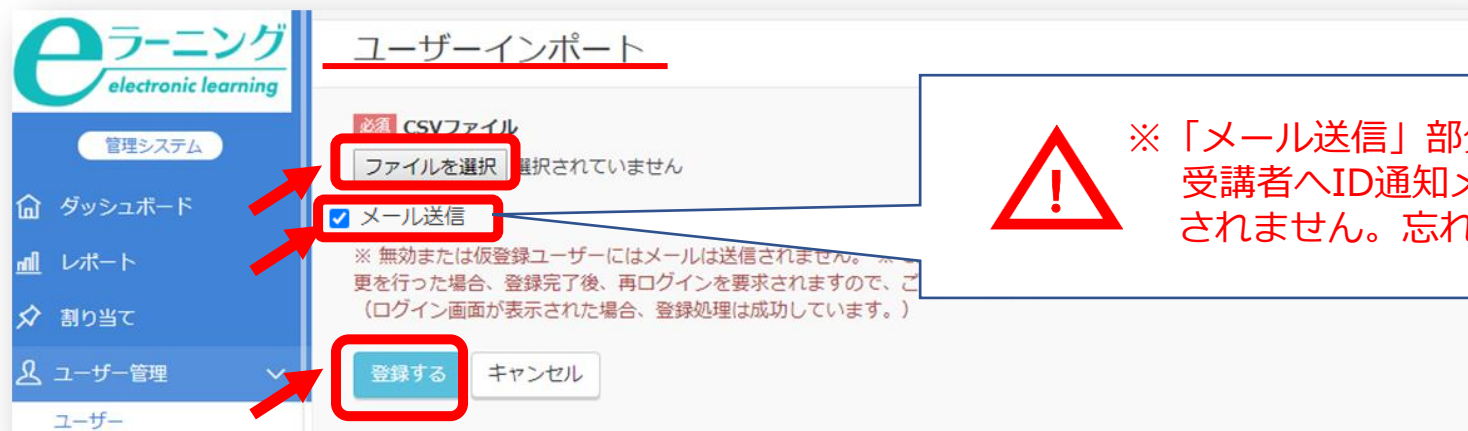 eラーニング
electronic learning
管理システム
ダッシュボード
レポート
割り当て
ユーザー管理
ユーザー
ユーザーインポート
必須 CSVファイル
ファイルを選択 選択されていません
メール送信
※ 無効または仮登録ユーザーにはメールは送信されません。 ※
更を行った場合、登録完了後、再ログインを要求されますので、ご
（ログイン画面が表示された場合、登録処理は成功しています。）
登録する キャンセル
※「メール送信」部
受講者へID通知
されません。忘れ
!